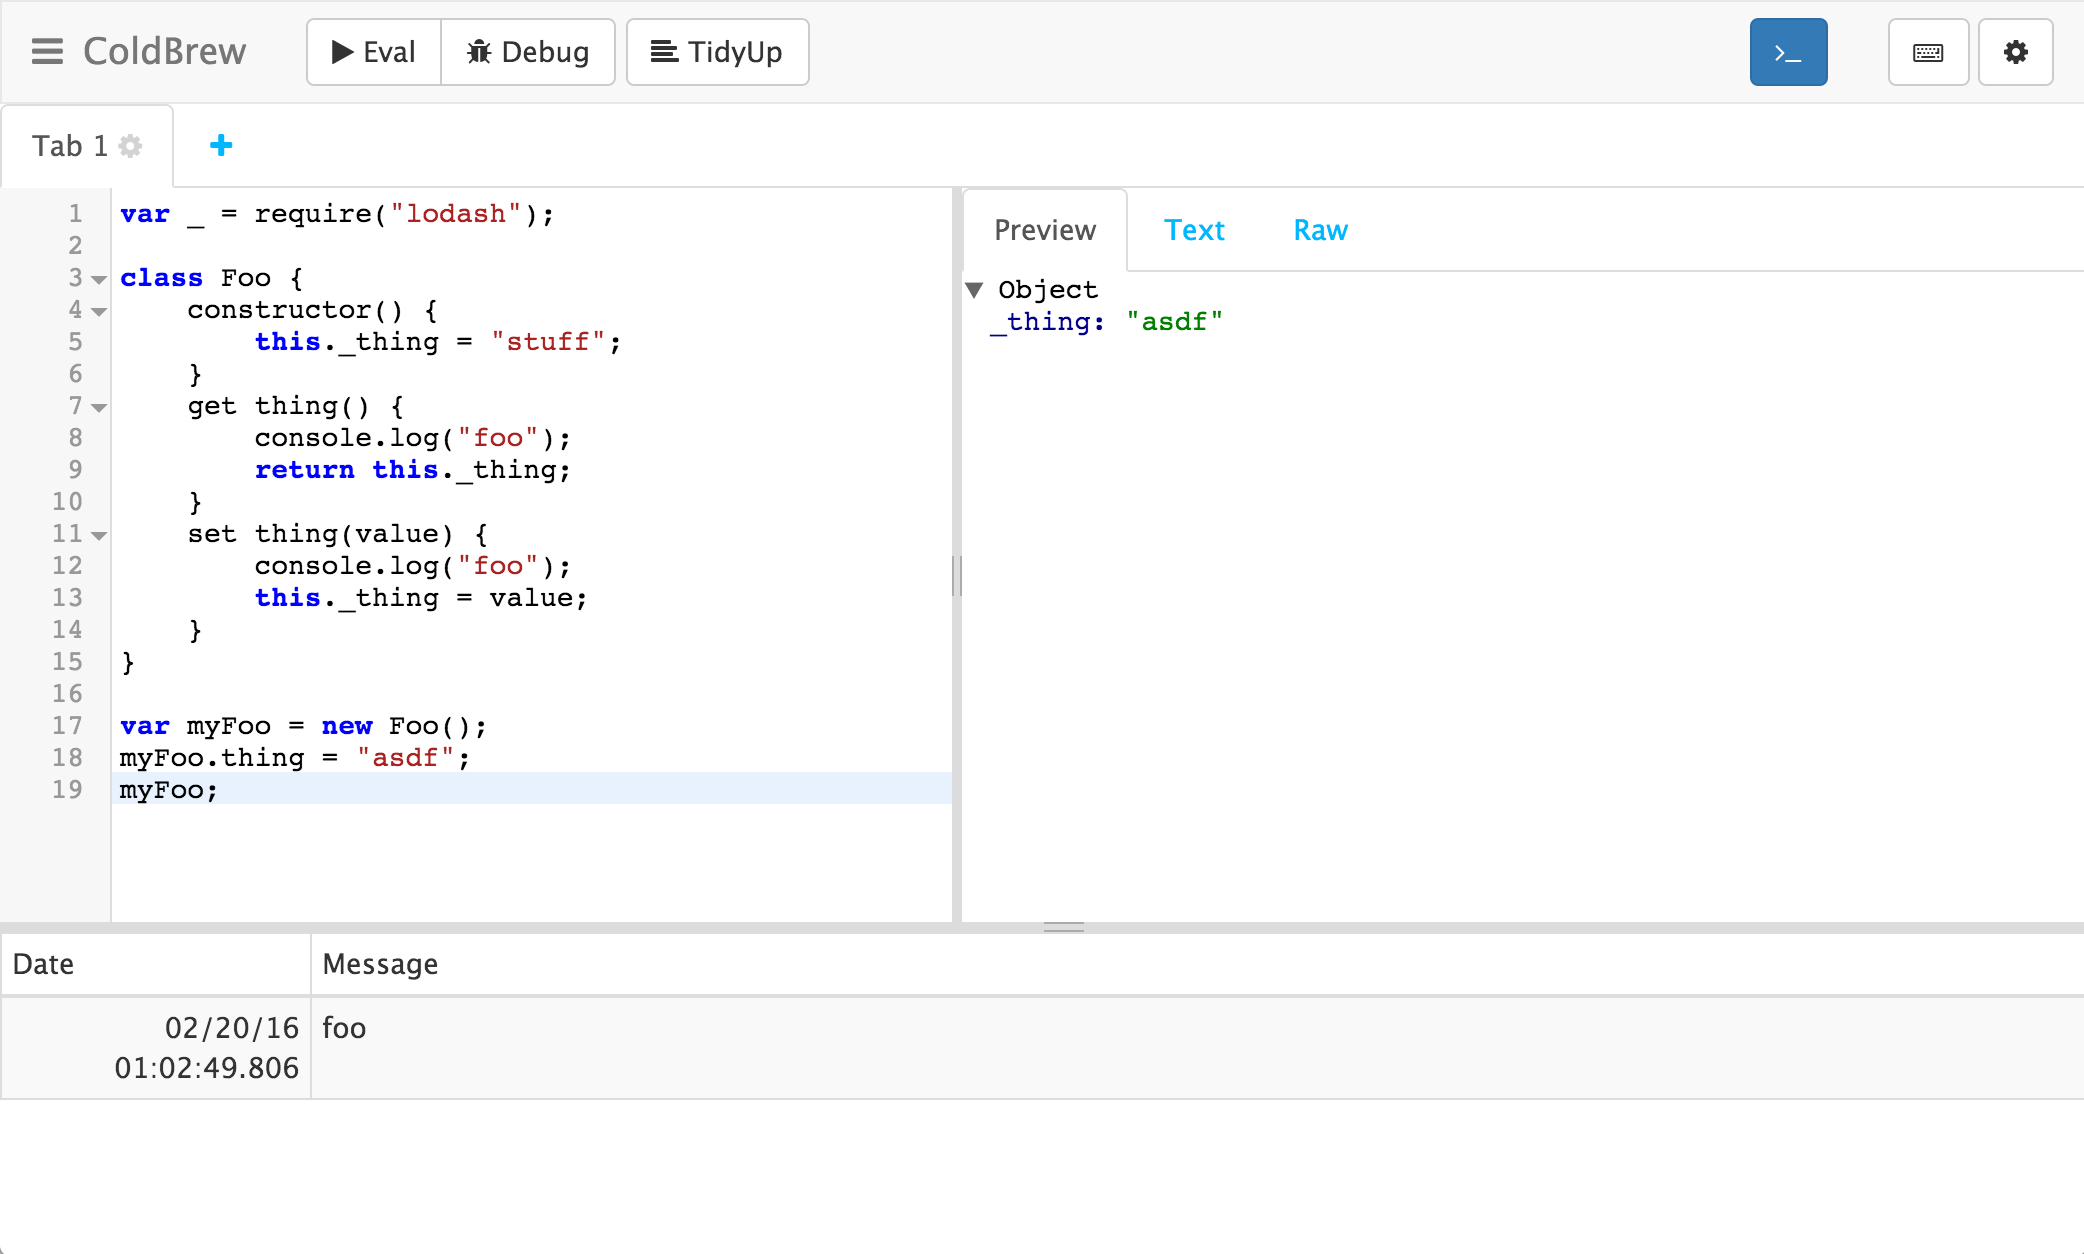 ColdBrew Eval Debug TidyUp >_
Tab 1
1 var _ = require("lodash");
2
3 class Foo {
4     constructor() {
5         this._thing = "stuff";
6     }
7     get thing() {
8         console.log("foo");
9         return this._thing;
10     }
11     set thing(value) {
12         console.log("foo");
13         this._thing = value;
14     }
15 }
16
17 var myFoo = new Foo();
18 myFoo.thing = "asdf";
19 myFoo;
Preview Text Raw
▼ Object
_thing: "asdf"
Date Message
02/20/16 foo
01:02:49.806